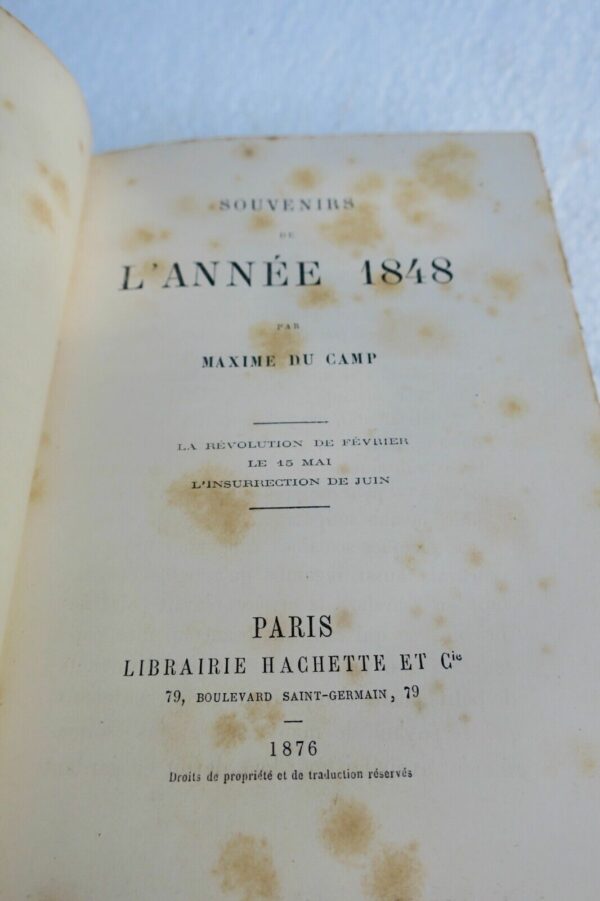 SOUVENIRS
DE
L'ANNÉE 1848
PAR
MAXIME DU CAMP
LA RÉVOLUTION DE FÉVRIER
LE 15 MAI
L'INSURRECTION DE JUIN
PARIS
LIBRAIRIE HACHETTE ET Cie
79, BOULEVARD SAINT-GERMAIN, 79
1876
Droits de propriété et de traduction réservés